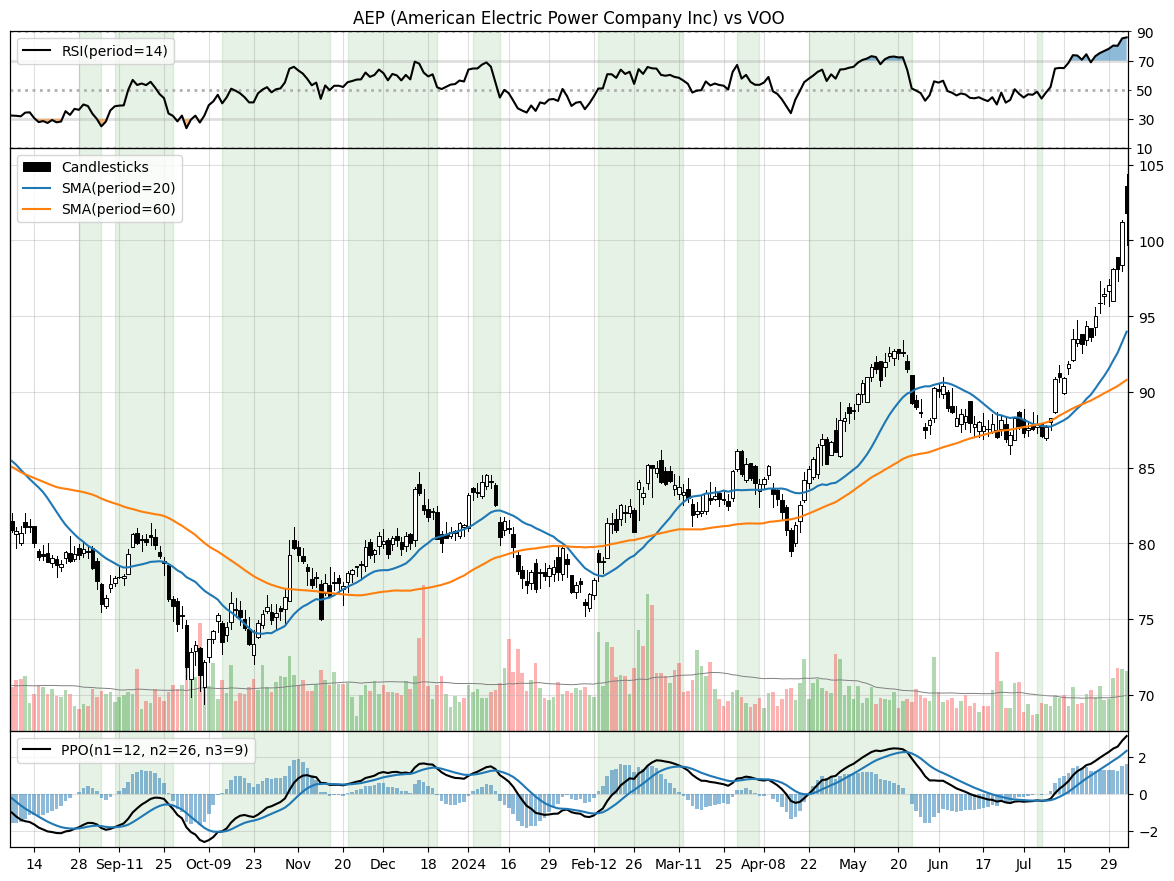 AEP (American Electric Power Company Inc) vs VOO
RSI(period=14)
90
70
50
30
10
Candlesticks
SMA(period=20)
SMA(period=60)
105
100
95
90
85
80
75
70
PPO(n1=12, n2=26, n3=9)
2
0
−2
14 28 Sep-11 25 Oct-09 23 Nov 20 Dec 18 2024 16 29 Feb-12 26 Mar-11 25 Apr-08 22 May 20 Jun 17 Jul 15 29